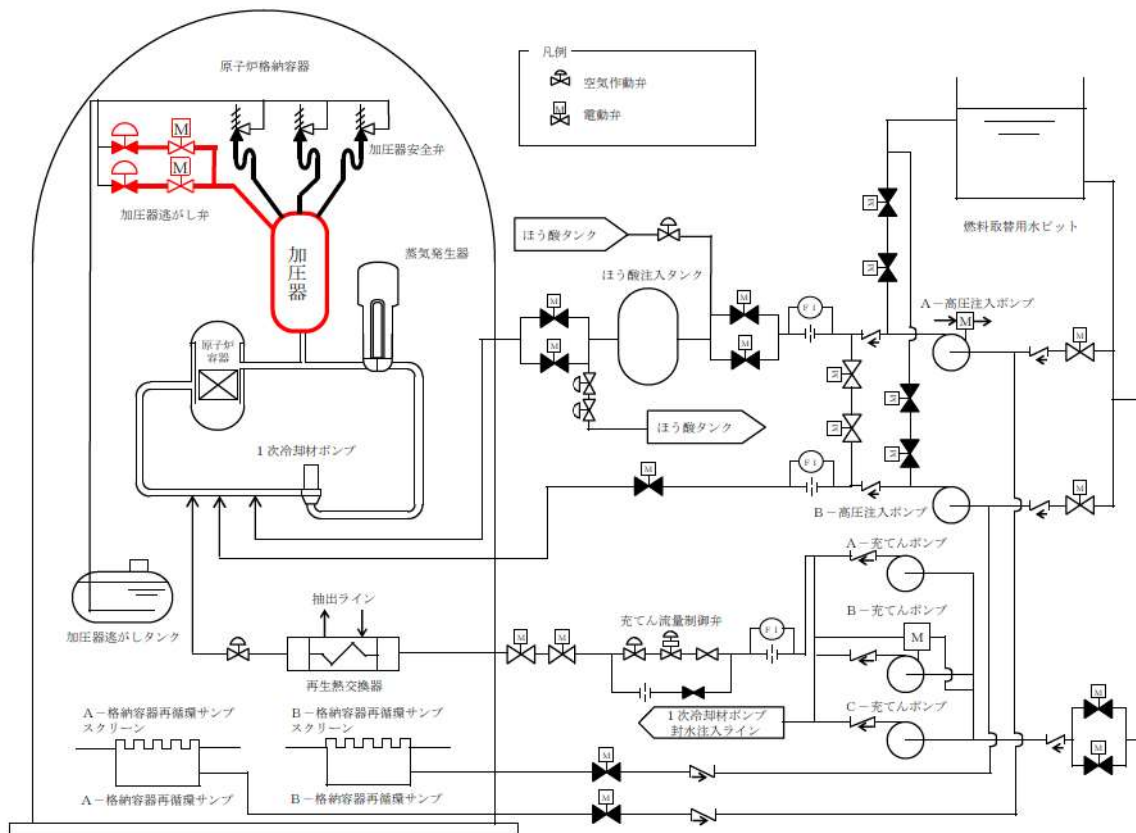 原子炉格納容器
凡例
空気作動弁
M
電動弁
M
M
加圧器安全弁
加圧器逃がし弁
加圧器
蒸気発生器
原子炉
容器
1次冷却材ポンプ
加圧器逃がしタンク
ほう酸タンク
ほう酸注入タンク
M
M
M
M
F I
ほう酸タンク
M
M
燃料取替用水ピット
A－高圧注入ポンプ
M
M
M
M
M
M
M
F I
B－高圧注入ポンプ
M
A－充てんポンプ
B－充てんポンプ
M
C－充てんポンプ
抽出ライン
再生熱交換器
M
M
充てん流量制御弁
F I
1次冷却材ポンプ
封水注入ライン
M
M
A－格納容器再循環サンプ
スクリーン
B－格納容器再循環サンプ
スクリーン
A－格納容器再循環サンプ
B－格納容器再循環サンプ
M
M